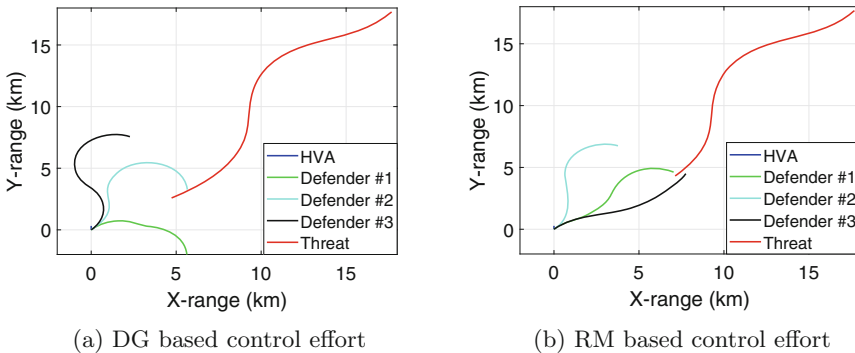 Y-range (km)
15
10
5
0
HVA
Defender #1
Defender #2
Defender #3
Threat
0
5
10
15
X-range (km)
(a) DG based control effort
Y-range (km)
15
10
5
0
HVA
Defender #1
Defender #2
Defender #3
Threat
0
5
10
15
X-range (km)
(b) RM based control effort